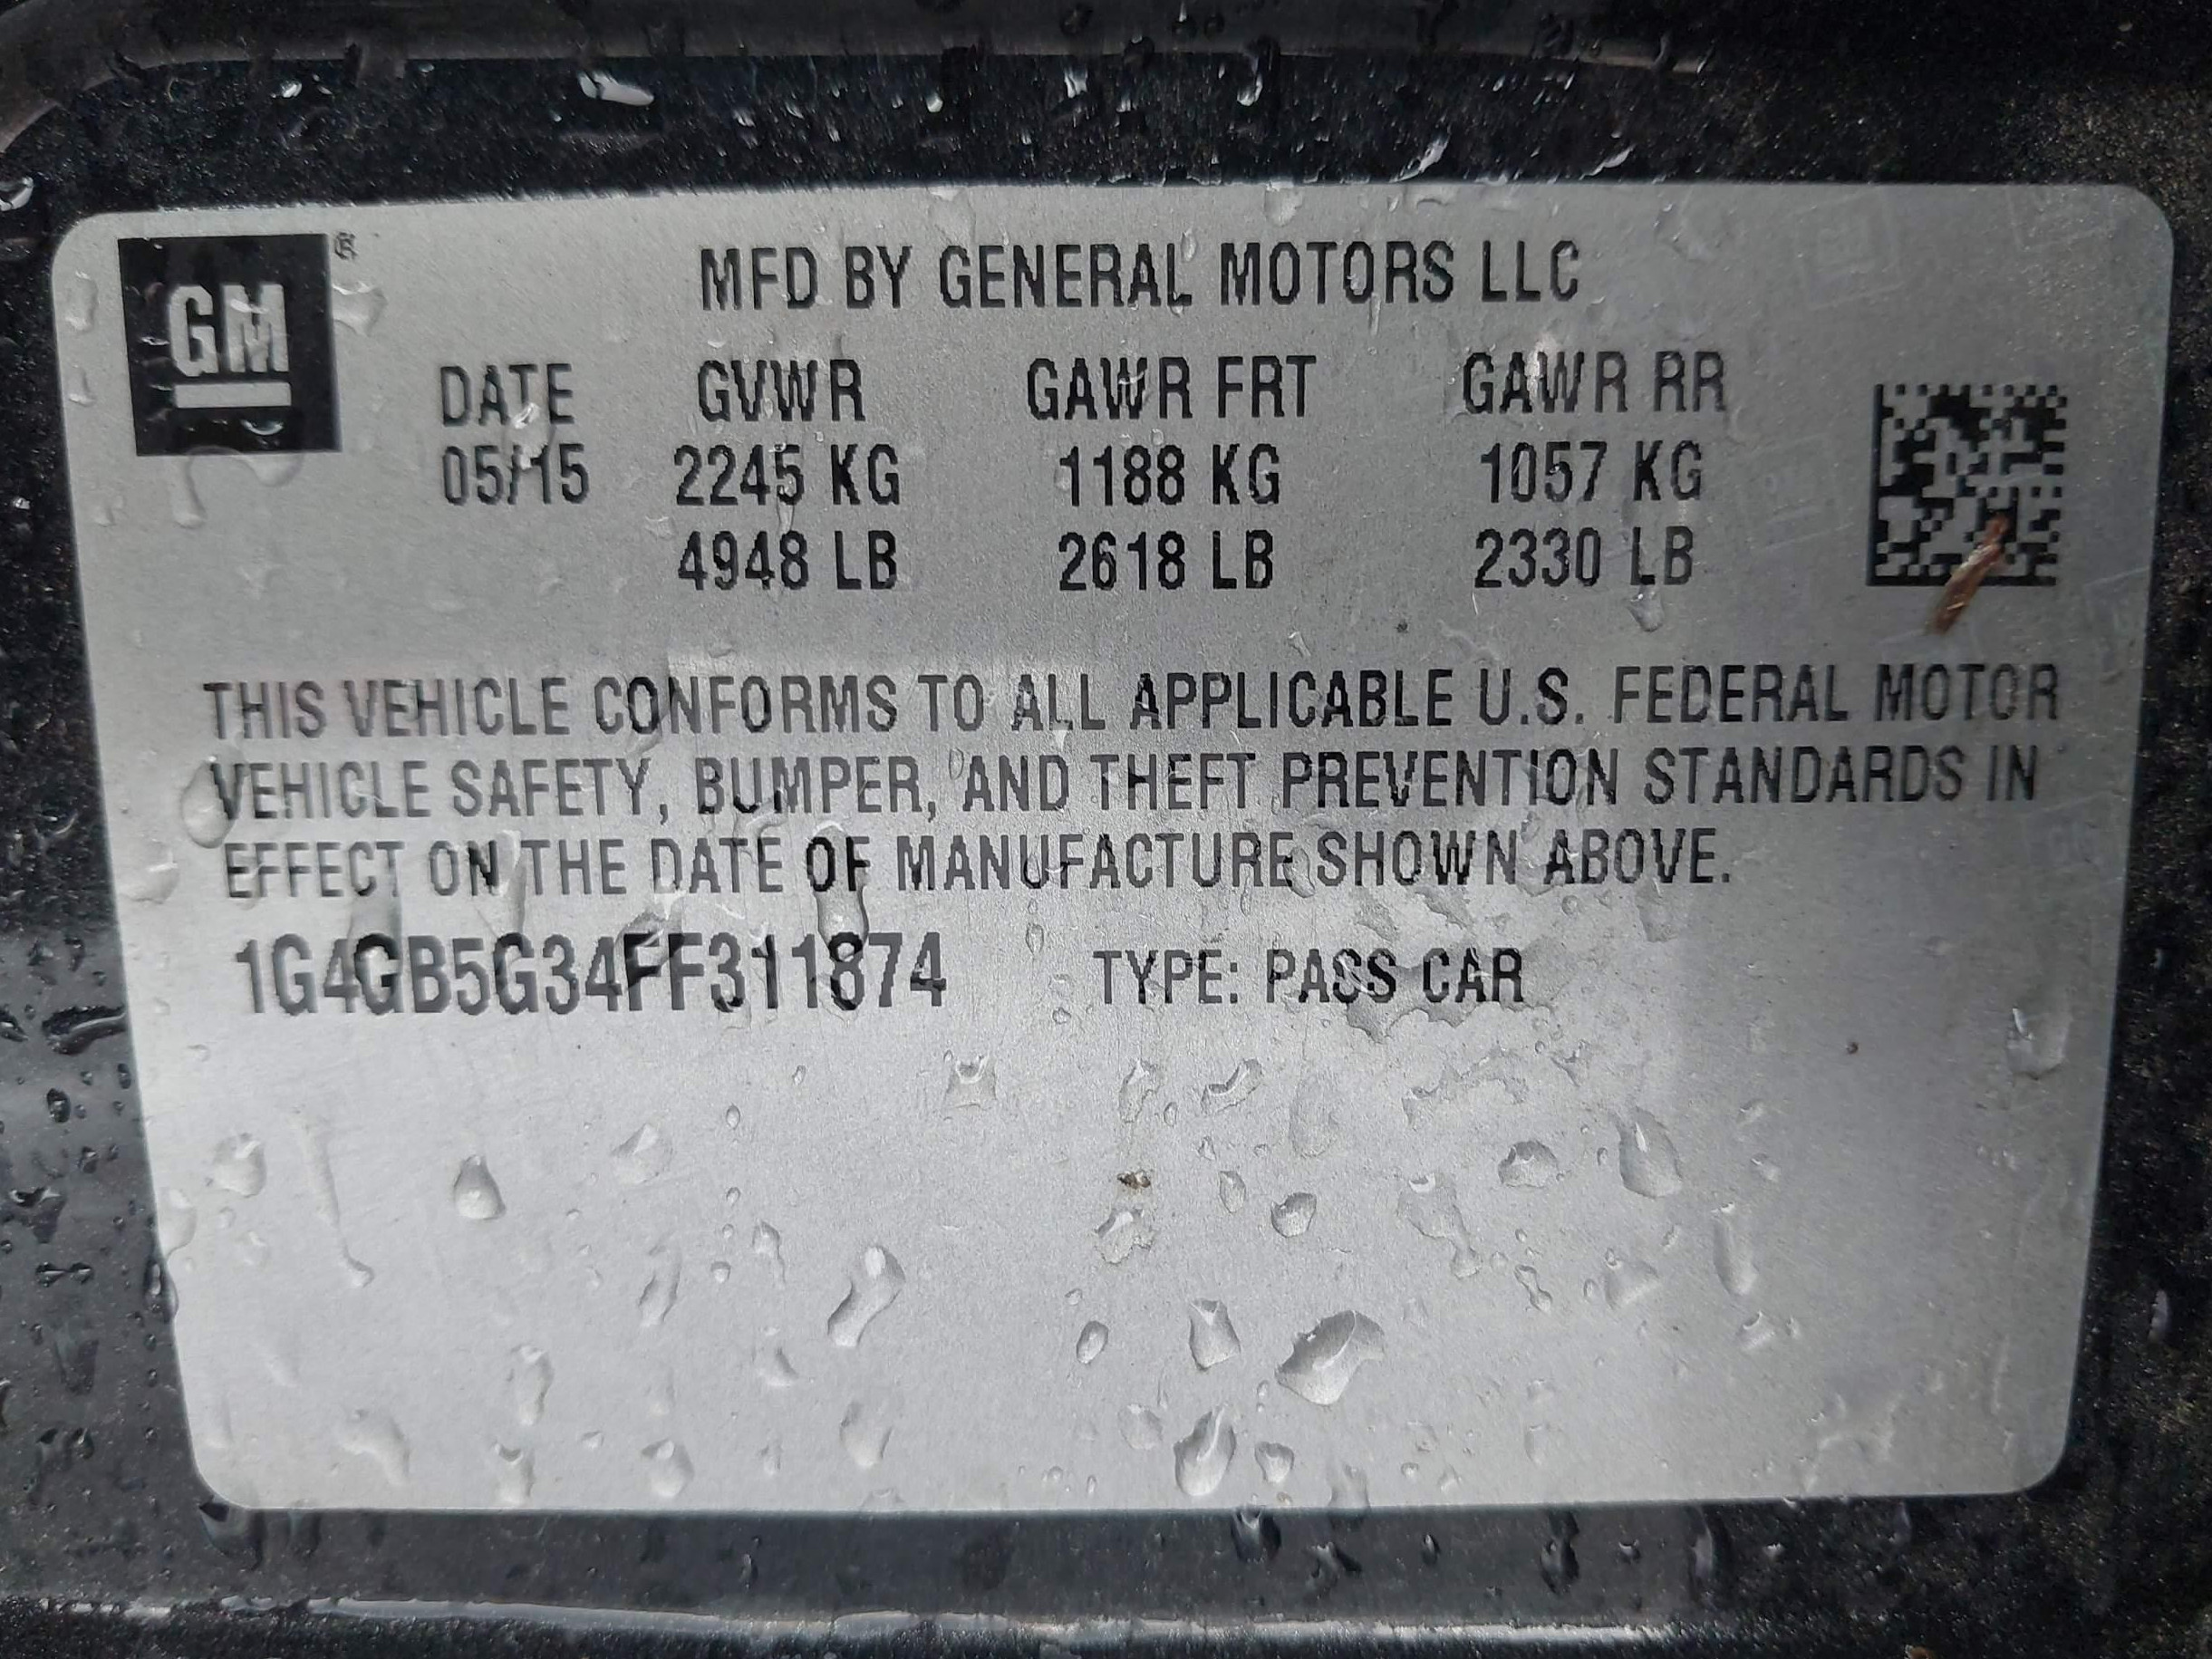 GM ®
MFD BY GENERAL MOTORS LLC
DATE GVWR GAWR FRT GAWR RR
05/15 2245 KG 1188 KG 1057 KG
4948 LB 2618 LB 2330 LB
THIS VEHICLE CONFORMS TO ALL APPLICABLE U.S. FEDERAL MOTOR
VEHICLE SAFETY, BUMPER, AND THEFT PREVENTION STANDARDS IN
EFFECT ON THE DATE OF MANUFACTURE SHOWN ABOVE.
1G4GB5G34FF311874 TYPE: PASS CAR